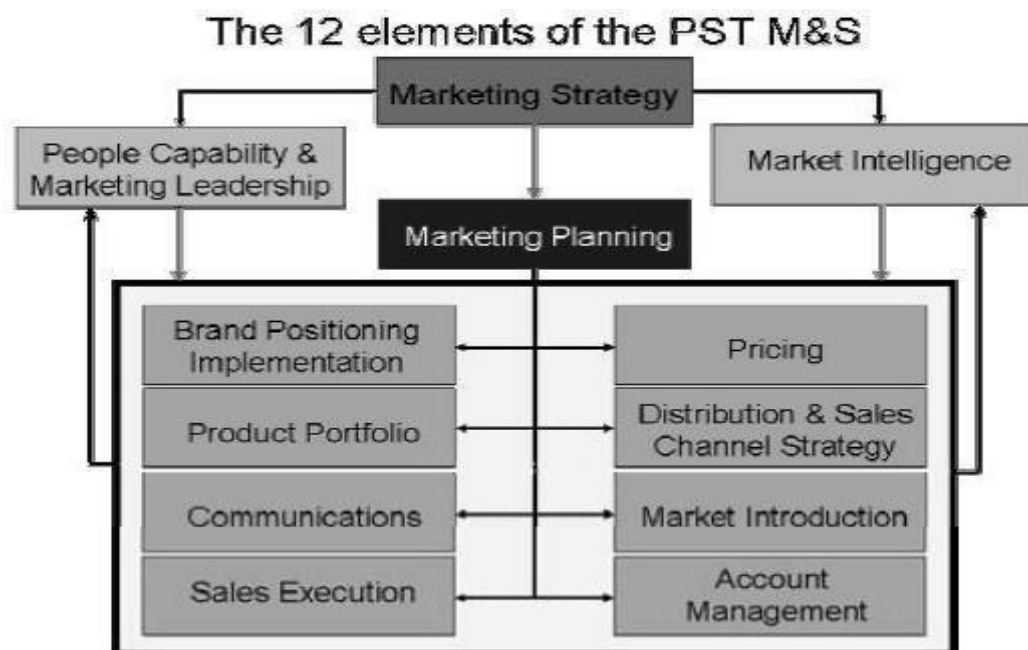 The 12 elements of the PST M&S
Marketing Strategy
People Capability &
Marketing Leadership
Market Intelligence
Marketing Planning
Brand Positioning
Implementation
Pricing
Product Portfolio
Distribution & Sales
Channel Strategy
Communications
Market Introduction
Sales Execution
Account
Management